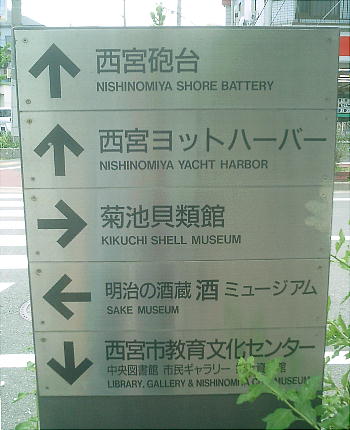 西宮砲台
NISHINOMIYA SHORE BATTERY
西宮ヨットハーバー
NISHINOMIYA YACHT HARBOR
菊池貝類館
KIKUCHI SHELL MUSEUM
明治の酒蔵 酒 ミュージアム
SAKE MUSEUM
西宮市教育文化センター
中央図書館 市民ギャラリー 館
LIBRARY, GALLERY & NISHINOMIYA MUSEUM